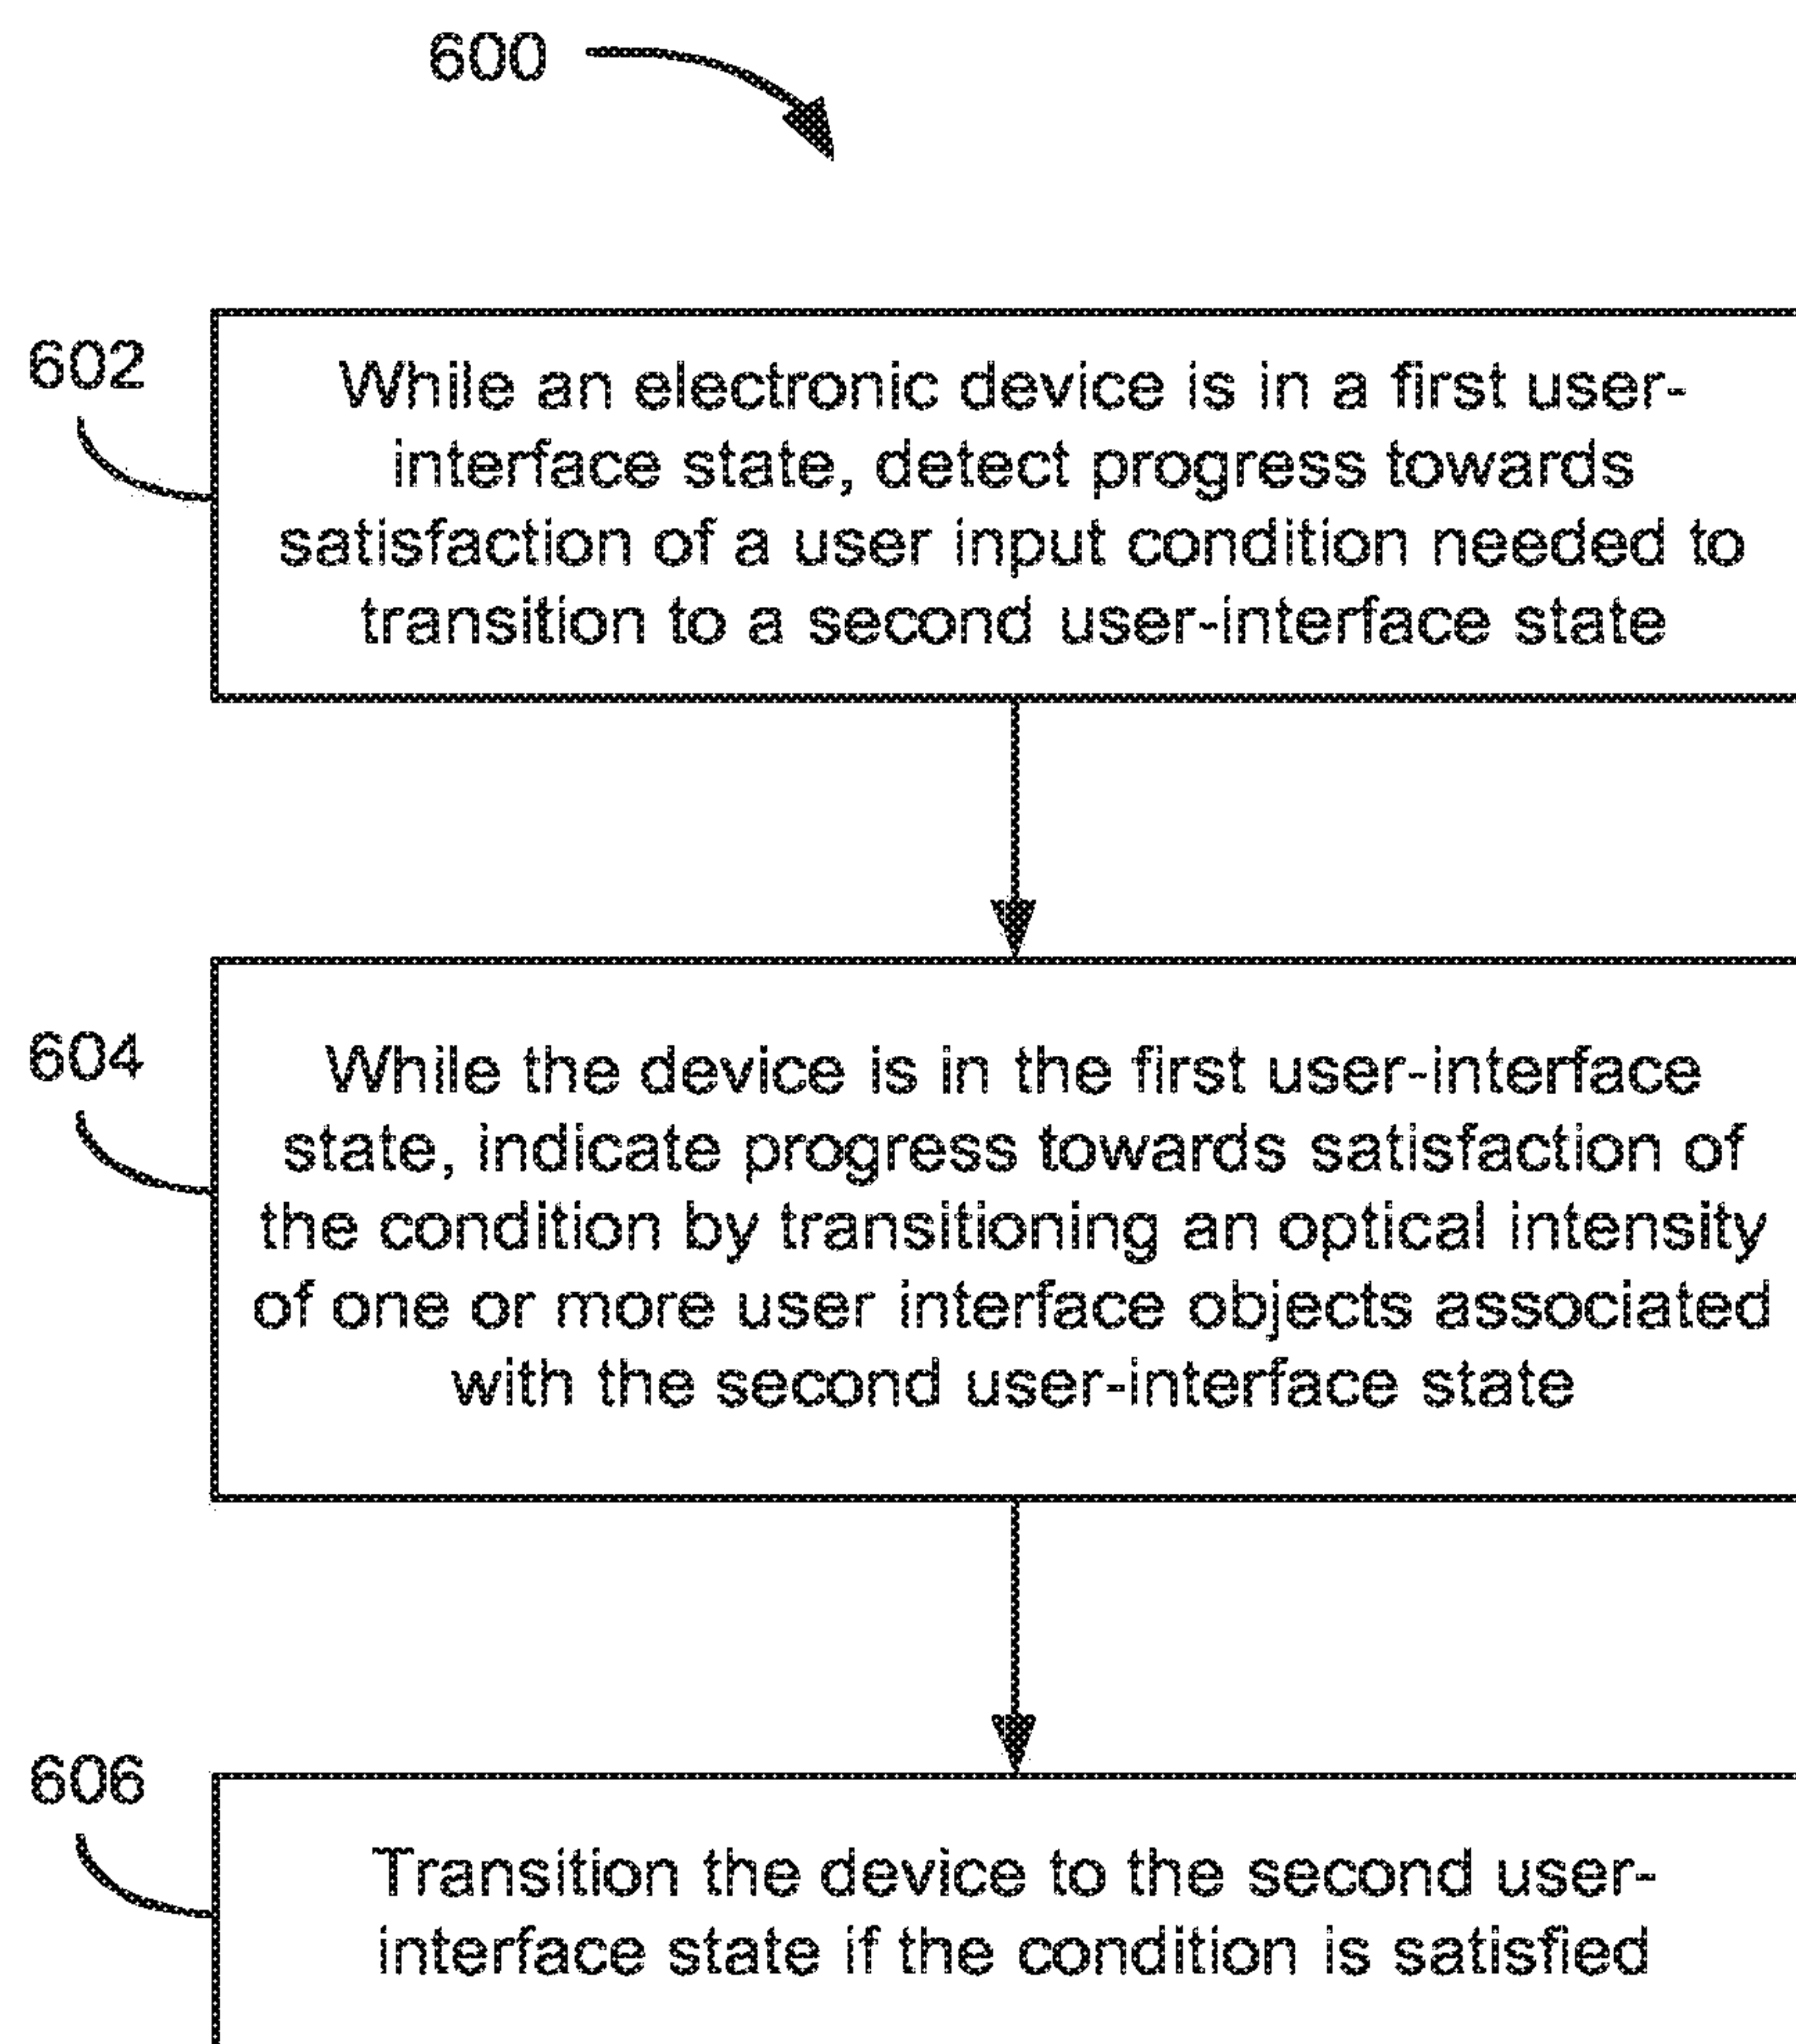 600
602
While an electronic device is in a first user-
interface state, detect progress towards
satisfaction of a user input condition needed to
transition to a second user-interface state
604
While the device is in the first user-interface
state, indicate progress towards satisfaction of
the condition by transitioning an optical intensity
of one or more user interface objects associated
with the second user-interface state
606
Transition the device to the second user-
interface state if the condition is satisfied